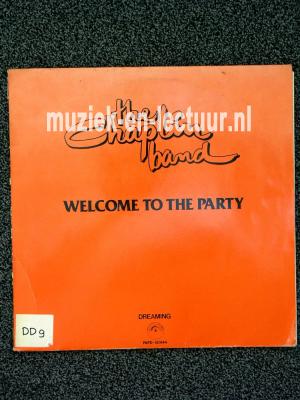 the
Chaplin
band
muziek-en-lectuur.nl
WELCOME TO THE PARTY
DREAMING
DD9